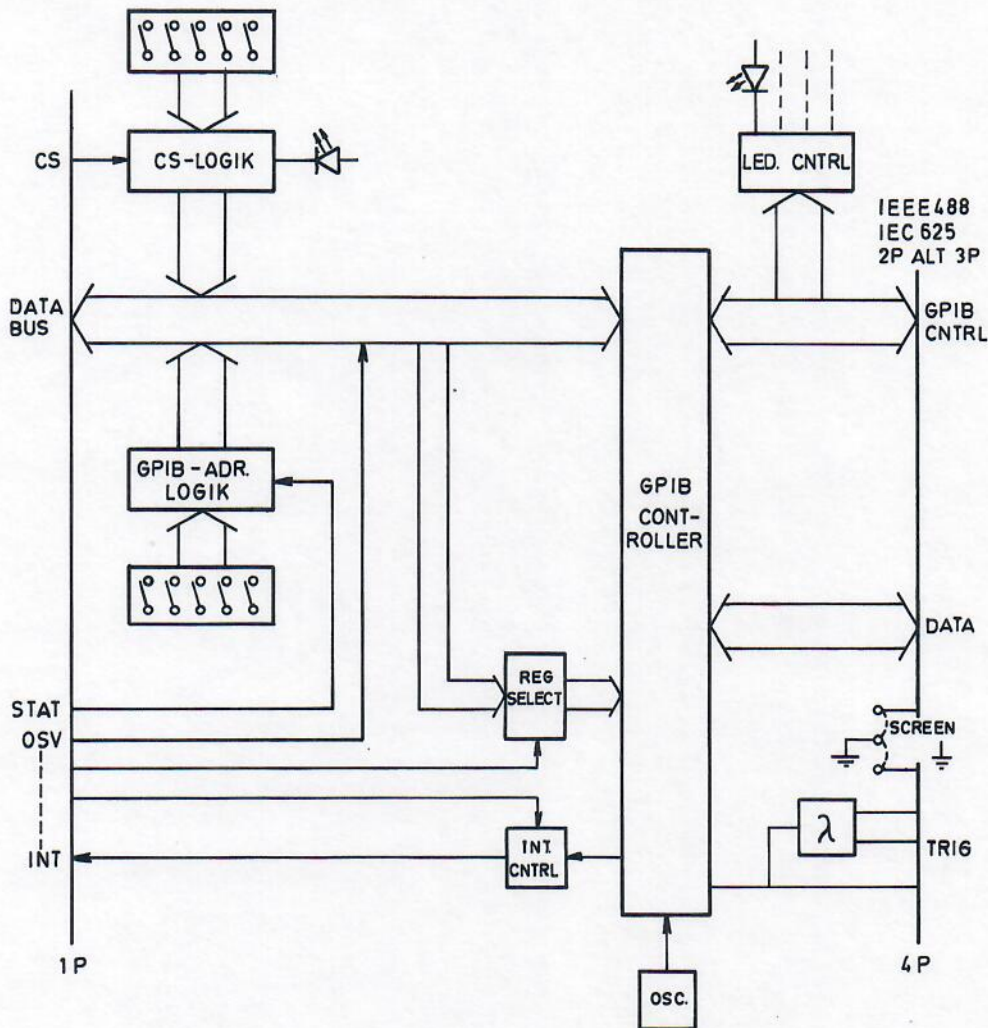 CS
CS-LOGIK
LED. CNTRL
IEEE488
IEC 625
2P ALT 3P
DATA
BUS
GPIB
CNTRL
GPIB-ADR.
LOGIK
GPIB
CONT-
ROLLER
DATA
REG
SELECT
STAT
OSV
SCREEN
INT
INT.
CNTRL
λ
TRIG
1P
4P
OSC.